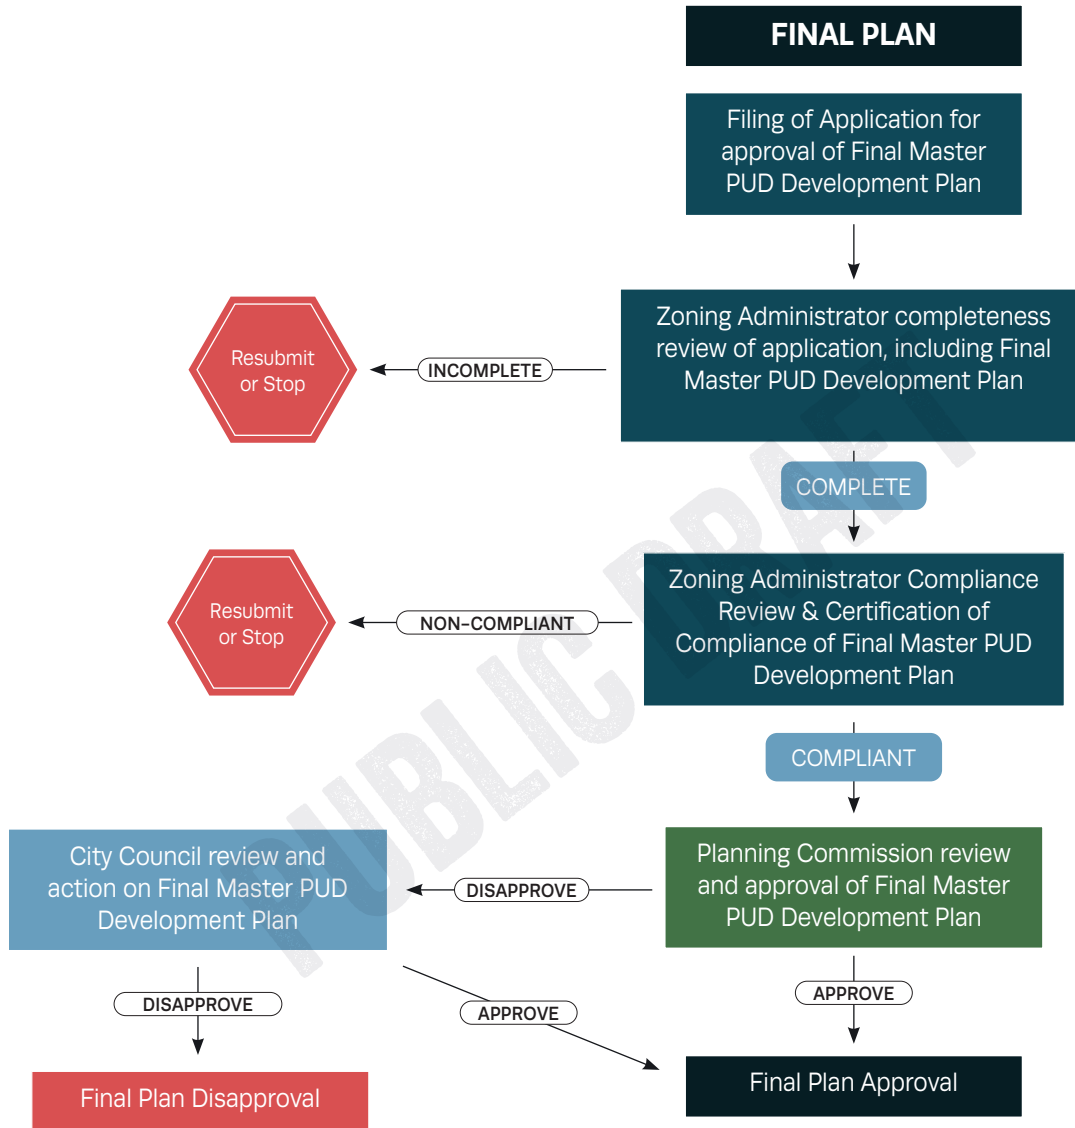 FINAL PLAN
Filing of Application for
approval of Final Master
PUD Development Plan
Zoning Administrator completeness
review of application, including Final
Master PUD Development Plan
INCOMPLETE
Resubmit
or Stop
COMPLETE
Zoning Administrator Compliance
Review & Certification of
Compliance of Final Master PUD
Development Plan
NON-COMPLIANT
Resubmit
or Stop
COMPLIANT
Planning Commission review
and approval of Final Master
PUD Development Plan
DISAPPROVE
City Council review and
action on Final Master PUD
Development Plan
DISAPPROVE
APPROVE
APPROVE
Final Plan Disapproval
Final Plan Approval
PUBLIC DRAFT